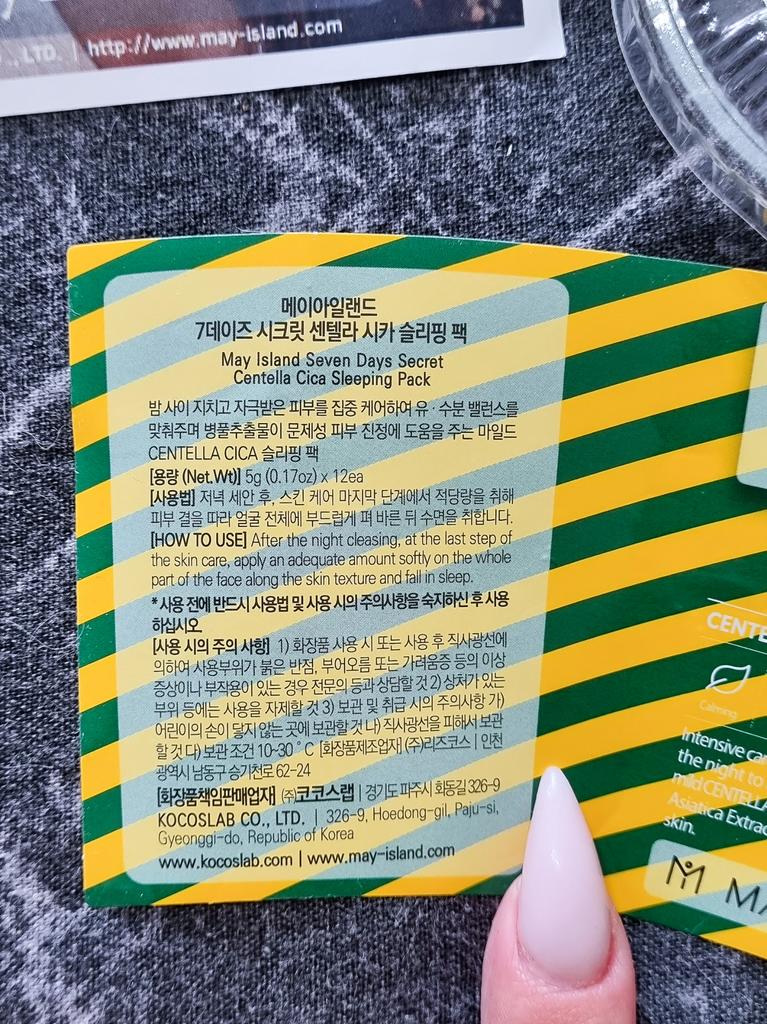 ., LTD. | http://www.may-island.com
메이아일랜드
7데이즈 시크릿 센텔라 시카 슬리핑 팩
May Island Seven Days Secret
Centella Cica Sleeping Pack
밤 사이 지치고 자극받은 피부를 집중 케어하여 유·수분 밸런스를
맞춰주며 병풀추출물이 문제성 피부 진정에 도움을 주는 마일드
CENTELLA CICA 슬리핑 팩
[용량 (Net.Wt)] 5g (0.17oz) x 12ea
[사용법] 저녁 세안 후, 스킨 케어 마지막 단계에서 적당량을 취해
피부 결을 따라 얼굴 전체에 부드럽게 펴 바른 뒤 수면을 취합니다.
[HOW TO USE] After the night cleasing, at the last step of
the skin care, apply an adequate amount softly on the whole
part of the face along the skin texture and fall in sleep.
* 사용 전에 반드시 사용법 및 사용 시의 주의사항을 숙지하신 후 사용
하십시오.
[사용 시의 주의 사항] 1) 화장품 사용 시 또는 사용 후 직사광선에
의하여 사용부위가 붉은 반점, 부어오름 또는 가려움증 등의 이상
증상이나 부작용이 있는 경우 전문의 등과 상담할 것 2) 상처가 있는
부위 등에는 사용을 자제할 것 3) 보관 및 취급 시의 주의사항 가)
어린이의 손이 닿지 않는 곳에 보관할 것 나) 직사광선을 피해서 보관
할 것 다) 보관 조건 10~30°C [화장품제조업자] (주)리즈코스 | 인천
광역시 남동구 승기천로 62-24
[화장품책임판매업자] (주)코코스랩 | 경기도 파주시 회동길 326-9
KOCOSLAB CO., LTD. | 326-9, Hoedong-gil, Paju-si,
Gyeonggi-do, Republic of Korea
www.kocoslab.com | www.may-island.com
CENTE
Calming
Intensive car
the night to
mild CENTELLA
Asiatica Extrac
skin.
MA